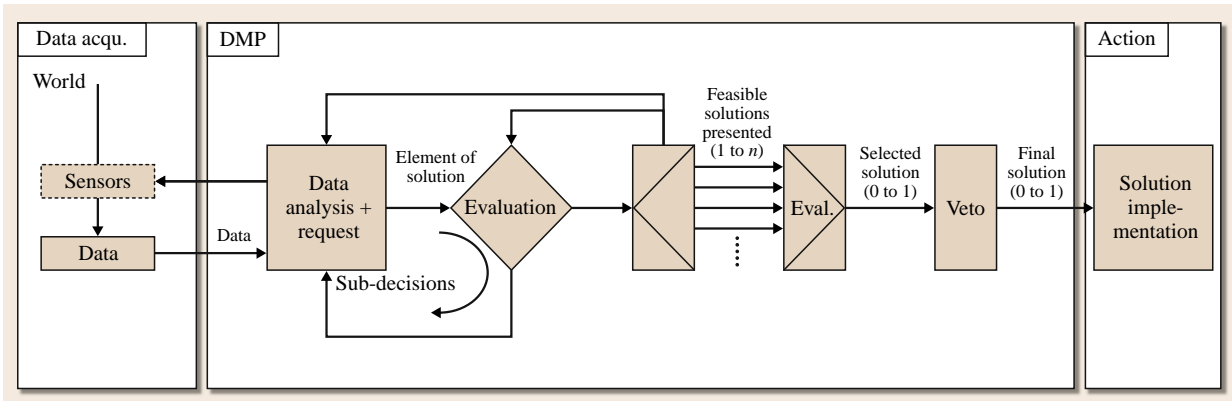 Data acqu.
World
Sensors
Data
Data
DMP
Data
analysis +
request
Element of
solution
Evaluation
Sub-decisions
Feasible
solutions
presented
(1 to n)
Eval.
Selected
solution
(0 to 1)
Veto
Final
solution
(0 to 1)
Action
Solution
imple-
mentation